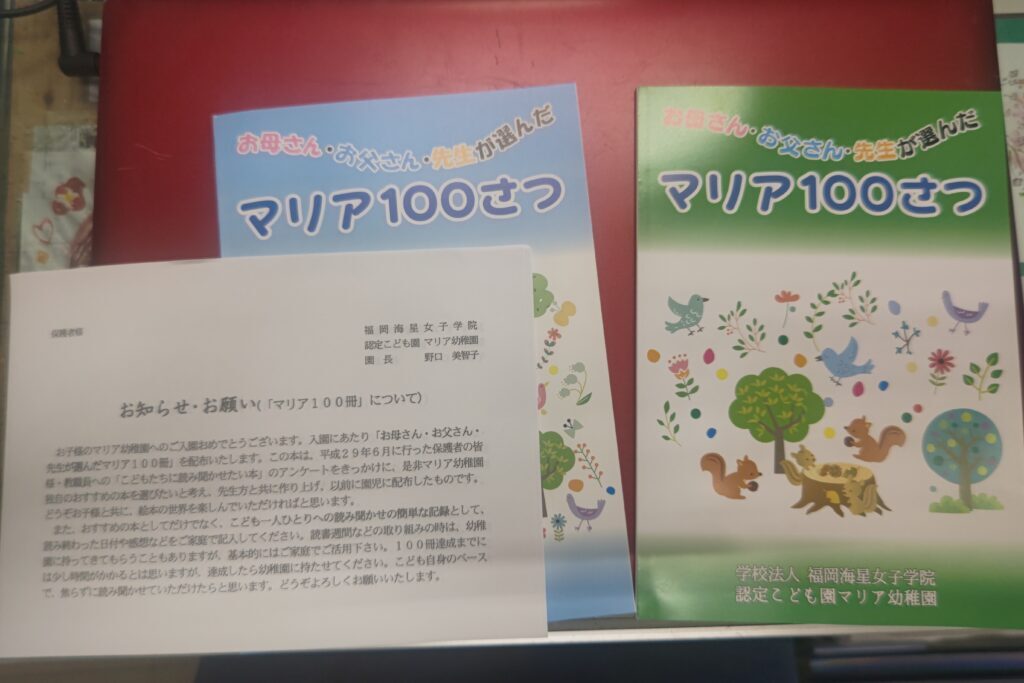 お母さん・お父さん・先生が選んだ
マリア100さつ
お母さん・お父さん・先生が選んだ
マリア100さつ
学校法人 福岡海星女子学院
認定こども園マリア幼稚園
保護者様
福岡海星女子学院
認定こども園 マリア幼稚園
園長 野口 美智子
お知らせ・お願い(「マリア100冊」について)
お子様のマリア幼稚園へのご入園おめでとうございます。入園にあたり「お母さん・お父さん・
先生が選んだマリア100冊」を配布いたします。この本は、平成29年6月に行った保護者の皆
様・教職員への「こどもたちに読み聞かせたい本」のアンケートをきっかけに、是非マリア幼稚園
独自のおすすめの本を選びたいと考え、先生方と共に作り上げ、以前に園児に配布したものです。
どうぞお子様と共に、絵本の世界を楽しんでいただければと思います。
また、おすすめの本としてだけでなく、こども一人ひとりへの読み聞かせの簡単な記録として、
読み終わった日付や感想などをご家庭で記入してください。読書週間などの取り組みの時は、幼稚
園に持ってきてもらうこともありますが、基本的にはご家庭でご活用下さい。100冊達成までに
は少し時間がかかるとは思いますが、達成したら幼稚園に持たせてください。こども自身のペース
で、焦らずに読み聞かせていただけたらと思います。どうぞよろしくお願いいたします。